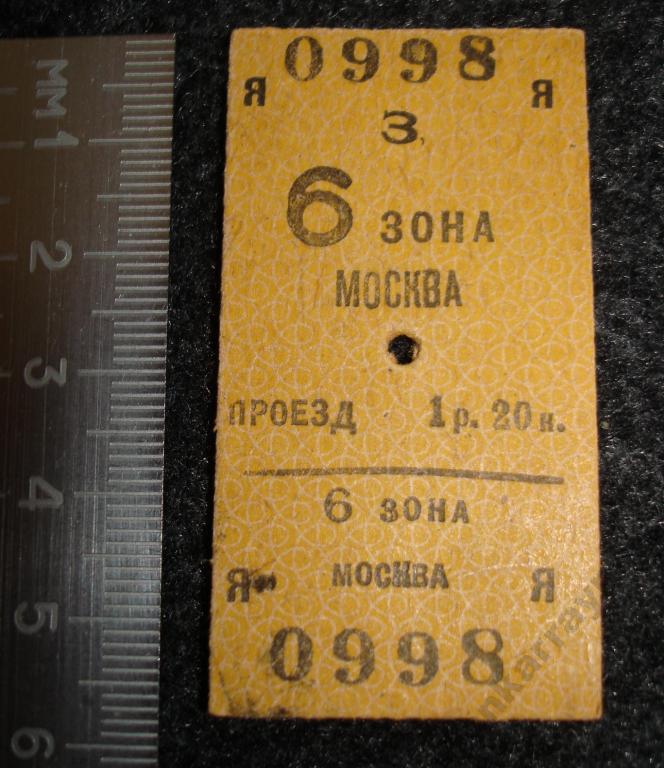 0998
Я Я
З
6 ЗОНА
МОСКВА
ПРОЕЗД 1р. 20к.
6 ЗОНА
МОСКВА
Я Я
0998
мм 1 2 3 4 5 6